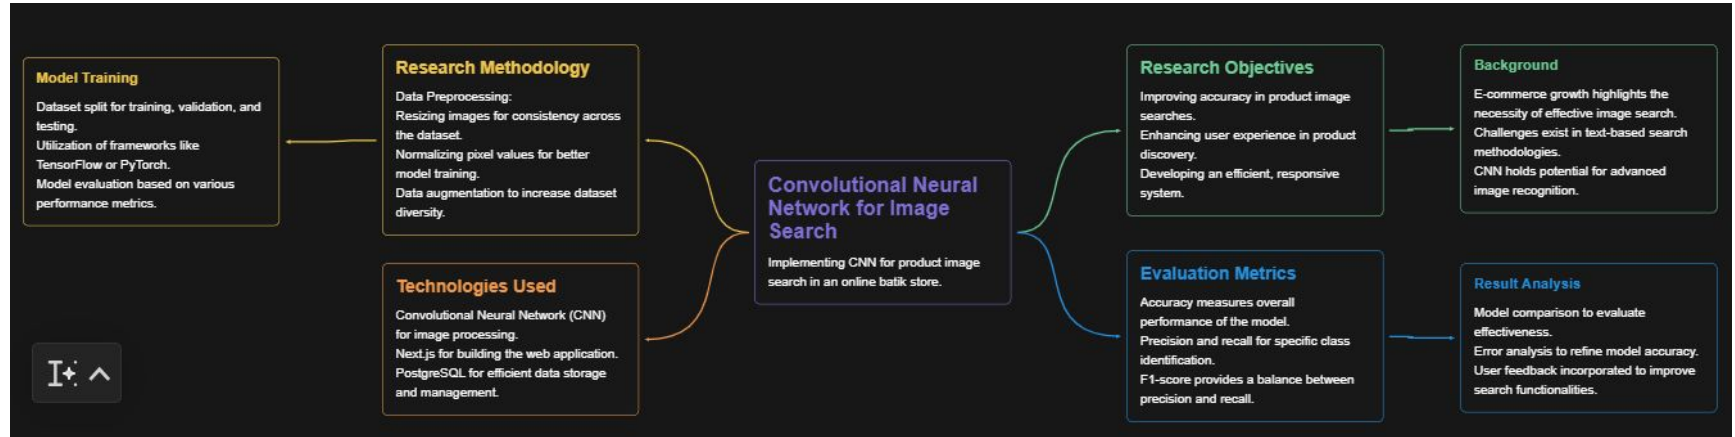 Model Training
Dataset split for training, validation, and
testing.
Utilization of frameworks like
TensorFlow or PyTorch.
Model evaluation based on various
performance metrics.
Research Methodology
Data Preprocessing:
Resizing images for consistency across
the dataset.
Normalizing pixel values for better
model training.
Data augmentation to increase dataset
diversity.
Technologies Used
Convolutional Neural Network (CNN)
for image processing.
Next.js for building the web application.
PostgreSQL for efficient data storage
and management.
Convolutional Neural
Network for Image
Search
Implementing CNN for product image
search in an online batik store.
Research Objectives
Improving accuracy in product image
searches.
Enhancing user experience in product
discovery.
Developing an efficient, responsive
system.
Background
E-commerce growth highlights the
necessity of effective image search.
Challenges exist in text-based search
methodologies.
CNN holds potential for advanced
image recognition.
Evaluation Metrics
Accuracy measures overall
performance of the model.
Precision and recall for specific class
identification.
F1-score provides a balance between
precision and recall.
Result Analysis
Model comparison to evaluate
effectiveness.
Error analysis to refine model accuracy.
User feedback incorporated to improve
search functionalities.